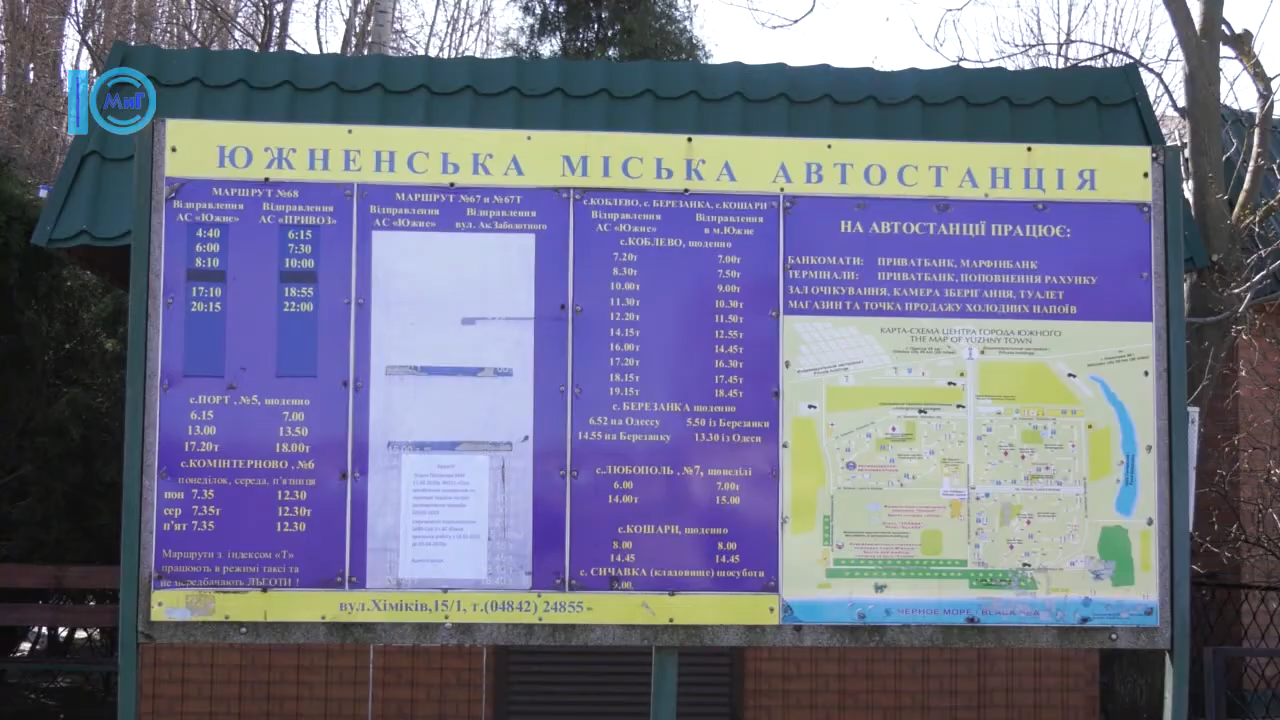 МиГ
ЮЖНЕНСЬКА МІСЬКА АВТОСТАНЦІЯ
МАРШРУТ №68
Відправлення Відправлення
АС «Южне» АС «ПРИВОЗ»
4:40 6:15
6:00 7:30
8:10 10:00
17:10 18:55
20:15 22:00
с.ПОРТ , №5, щоденно
6.15 7.00
13.00 13.50
17.20т 18.00т
с.КОМІНТЕРНОВО , №6
понеділок, середа, п'ятниця
пон 7.35 12.30
сер 7.35т 12.30т
п'ят 7.35 12.30
Маршрути з індексом «Т»
працюють в режимі таксі та
не передбачають ЛЬГОТИ !
МАРШРУТ №67 и №67Т
Відправлення Відправлення
АС «Южне» вул. Ак.Заболотного
с.КОБЛЕВО, с. БЕРЕЗАНКА, с.КОШАРИ
Відправлення Відправлення
АС «Южне» в м.Южне
с.КОБЛЕВО, щоденно
7.20т 7.00т
8.30т 7.50т
10.00т 9.00т
11.30т 10.30т
12.20т 11.50т
14.15т 12.55т
16.00т 14.45т
17.20т 16.30т
18.15т 17.45т
19.15т 18.45т
с. БЕРЕЗАНКА щоденно
6.52 на Одессу 5.50 із Березанки
14.55 на Березанку 13.30 із Одеси
с.ЛЮБОПОЛЬ, №7, щонеділі
6.00 7.00т
14.00т 15.00
с.КОШАРИ, щоденно
8.00 8.00
14.45 14.45
с. СИЧАВКА (кладовище) щосуботи
9.00
НА АВТОСТАНЦІЇ ПРАЦЮЄ:
БАНКОМАТИ: ПРИВАТБАНК, МАРФІНБАНК
ТЕРМІНАЛИ: ПРИВАТБАНК, ПОПОВНЕННЯ РАХУНКУ
ЗАЛ ОЧІКУВАННЯ, КАМЕРА ЗБЕРІГАННЯ, ТУАЛЕТ
МАГАЗИН ТА ТОЧКА ПРОДАЖУ ХОЛОДНИХ НАПОЇВ
КАРТА-СХЕМА ЦЕНТРА ГОРОДА ЮЖНОГО
THE MAP OF YUZHNY TOWN
ЧЕРНОЕ МОРЕ / BLACK SEA
вул.Хіміків,15/1, т.(04842) 24855